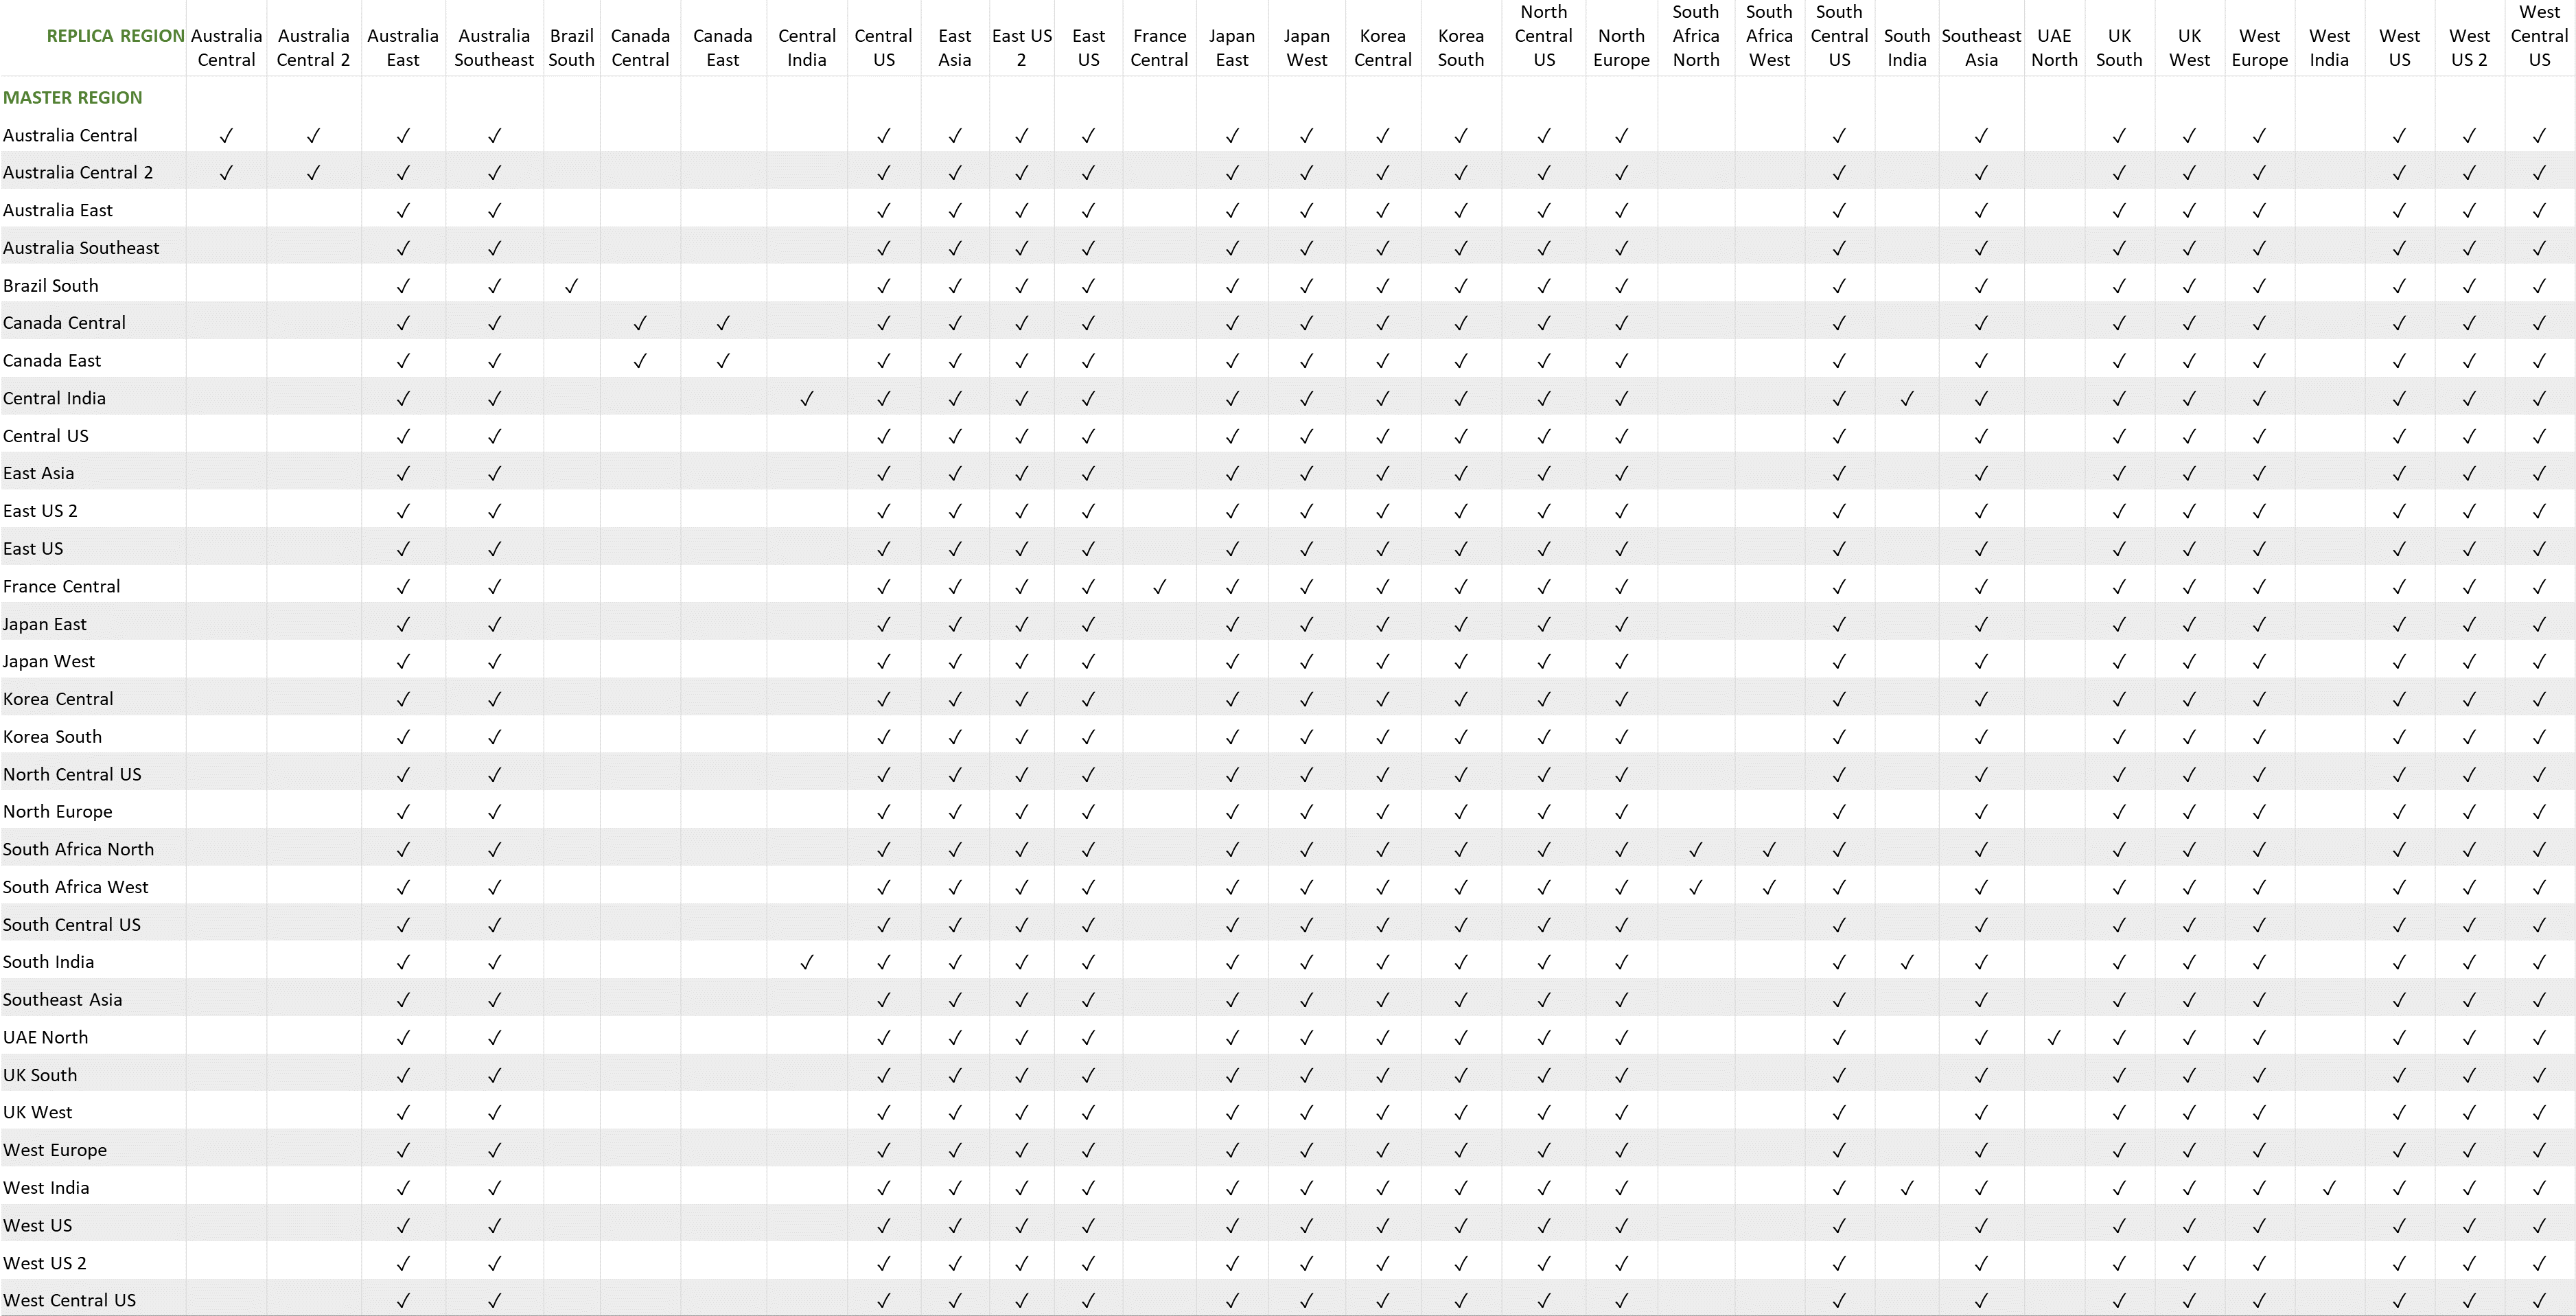 REPLICA REGION
Australia
Central
Australia
Central 2
Australia
East
Australia
Southeast
Brazil
South
Canada
Central
Canada
East
Central
India
Central
US
East
Asia
East US
2
East
US
France
Central
Japan
East
Japan
West
Korea
Central
Korea
South
North
Central
US
North
Europe
South
Africa
North
South
Africa
West
South
Central
US
South
India
Southeast
Asia
UAE
North
UK
South
UK
West
West
Europe
West
India
West
US
West
US 2
West
Central
US
MASTER REGION
Australia Central ✓ ✓ ✓ ✓ ✓ ✓ ✓ ✓ ✓ ✓ ✓ ✓ ✓ ✓ ✓ ✓ ✓ ✓ ✓ ✓ ✓ ✓
Australia Central 2 ✓ ✓ ✓ ✓ ✓ ✓ ✓ ✓ ✓ ✓ ✓ ✓ ✓ ✓ ✓ ✓ ✓ ✓ ✓ ✓ ✓ ✓
Australia East ✓ ✓ ✓ ✓ ✓ ✓ ✓ ✓ ✓ ✓ ✓ ✓ ✓ ✓ ✓ ✓ ✓ ✓ ✓ ✓
Australia Southeast ✓ ✓ ✓ ✓ ✓ ✓ ✓ ✓ ✓ ✓ ✓ ✓ ✓ ✓ ✓ ✓ ✓ ✓ ✓ ✓
Brazil South ✓ ✓ ✓ ✓ ✓ ✓ ✓ ✓ ✓ ✓ ✓ ✓ ✓ ✓ ✓ ✓ ✓ ✓ ✓ ✓ ✓
Canada Central ✓ ✓ ✓ ✓ ✓ ✓ ✓ ✓ ✓ ✓ ✓ ✓ ✓ ✓ ✓ ✓ ✓ ✓ ✓ ✓ ✓ ✓
Canada East ✓ ✓ ✓ ✓ ✓ ✓ ✓ ✓ ✓ ✓ ✓ ✓ ✓ ✓ ✓ ✓ ✓ ✓ ✓ ✓ ✓ ✓
Central India ✓ ✓ ✓ ✓ ✓ ✓ ✓ ✓ ✓ ✓ ✓ ✓ ✓ ✓ ✓ ✓ ✓ ✓ ✓ ✓ ✓ ✓
Central US ✓ ✓ ✓ ✓ ✓ ✓ ✓ ✓ ✓ ✓ ✓ ✓ ✓ ✓ ✓ ✓ ✓ ✓ ✓ ✓
East Asia ✓ ✓ ✓ ✓ ✓ ✓ ✓ ✓ ✓ ✓ ✓ ✓ ✓ ✓ ✓ ✓ ✓ ✓ ✓ ✓
East US 2 ✓ ✓ ✓ ✓ ✓ ✓ ✓ ✓ ✓ ✓ ✓ ✓ ✓ ✓ ✓ ✓ ✓ ✓ ✓ ✓
East US ✓ ✓ ✓ ✓ ✓ ✓ ✓ ✓ ✓ ✓ ✓ ✓ ✓ ✓ ✓ ✓ ✓ ✓ ✓ ✓
France Central ✓ ✓ ✓ ✓ ✓ ✓ ✓ ✓ ✓ ✓ ✓ ✓ ✓ ✓ ✓ ✓ ✓ ✓ ✓ ✓ ✓
Japan East ✓ ✓ ✓ ✓ ✓ ✓ ✓ ✓ ✓ ✓ ✓ ✓ ✓ ✓ ✓ ✓ ✓ ✓ ✓ ✓
Japan West ✓ ✓ ✓ ✓ ✓ ✓ ✓ ✓ ✓ ✓ ✓ ✓ ✓ ✓ ✓ ✓ ✓ ✓ ✓ ✓
Korea Central ✓ ✓ ✓ ✓ ✓ ✓ ✓ ✓ ✓ ✓ ✓ ✓ ✓ ✓ ✓ ✓ ✓ ✓ ✓ ✓
Korea South ✓ ✓ ✓ ✓ ✓ ✓ ✓ ✓ ✓ ✓ ✓ ✓ ✓ ✓ ✓ ✓ ✓ ✓ ✓ ✓
North Central US ✓ ✓ ✓ ✓ ✓ ✓ ✓ ✓ ✓ ✓ ✓ ✓ ✓ ✓ ✓ ✓ ✓ ✓ ✓ ✓
North Europe ✓ ✓ ✓ ✓ ✓ ✓ ✓ ✓ ✓ ✓ ✓ ✓ ✓ ✓ ✓ ✓ ✓ ✓ ✓ ✓
South Africa North ✓ ✓ ✓ ✓ ✓ ✓ ✓ ✓ ✓ ✓ ✓ ✓ ✓ ✓ ✓ ✓ ✓ ✓ ✓ ✓ ✓ ✓
South Africa West ✓ ✓ ✓ ✓ ✓ ✓ ✓ ✓ ✓ ✓ ✓ ✓ ✓ ✓ ✓ ✓ ✓ ✓ ✓ ✓ ✓ ✓
South Central US ✓ ✓ ✓ ✓ ✓ ✓ ✓ ✓ ✓ ✓ ✓ ✓ ✓ ✓ ✓ ✓ ✓ ✓ ✓ ✓
South India ✓ ✓ ✓ ✓ ✓ ✓ ✓ ✓ ✓ ✓ ✓ ✓ ✓ ✓ ✓ ✓ ✓ ✓ ✓ ✓ ✓ ✓
Southeast Asia ✓ ✓ ✓ ✓ ✓ ✓ ✓ ✓ ✓ ✓ ✓ ✓ ✓ ✓ ✓ ✓ ✓ ✓ ✓ ✓
UAE North ✓ ✓ ✓ ✓ ✓ ✓ ✓ ✓ ✓ ✓ ✓ ✓ ✓ ✓ ✓ ✓ ✓ ✓ ✓ ✓ ✓
UK South ✓ ✓ ✓ ✓ ✓ ✓ ✓ ✓ ✓ ✓ ✓ ✓ ✓ ✓ ✓ ✓ ✓ ✓ ✓ ✓
UK West ✓ ✓ ✓ ✓ ✓ ✓ ✓ ✓ ✓ ✓ ✓ ✓ ✓ ✓ ✓ ✓ ✓ ✓ ✓ ✓
West Europe ✓ ✓ ✓ ✓ ✓ ✓ ✓ ✓ ✓ ✓ ✓ ✓ ✓ ✓ ✓ ✓ ✓ ✓ ✓ ✓
West India ✓ ✓ ✓ ✓ ✓ ✓ ✓ ✓ ✓ ✓ ✓ ✓ ✓ ✓ ✓ ✓ ✓ ✓ ✓ ✓ ✓ ✓
West US ✓ ✓ ✓ ✓ ✓ ✓ ✓ ✓ ✓ ✓ ✓ ✓ ✓ ✓ ✓ ✓ ✓ ✓ ✓ ✓
West US 2 ✓ ✓ ✓ ✓ ✓ ✓ ✓ ✓ ✓ ✓ ✓ ✓ ✓ ✓ ✓ ✓ ✓ ✓ ✓ ✓
West Central US ✓ ✓ ✓ ✓ ✓ ✓ ✓ ✓ ✓ ✓ ✓ ✓ ✓ ✓ ✓ ✓ ✓ ✓ ✓ ✓